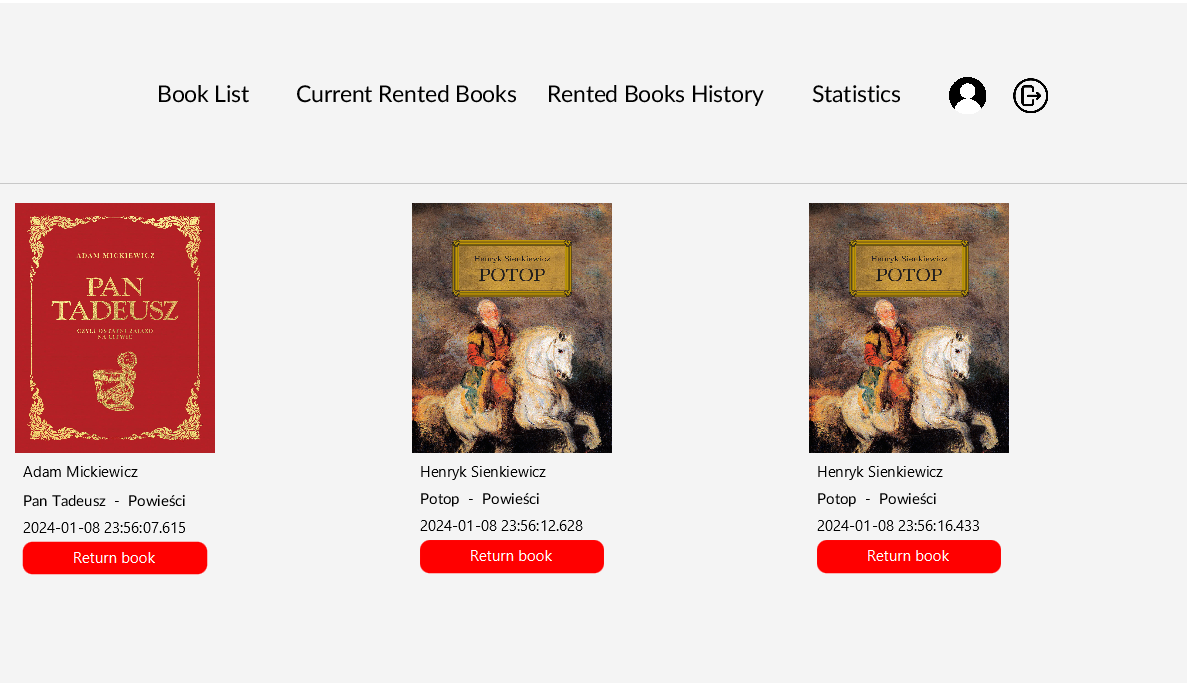 Book List Current Rented Books Rented Books History Statistics
ADAM MICKIEWICZ
PAN
TADEUSZ
CZYLI OSTATNI ZAJAZD
NA LITWIE
Adam Mickiewicz
Pan Tadeusz - Powieści
2024-01-08 23:56:07.615
Return book
Henryk Sienkiewicz
POTOP
Henryk Sienkiewicz
Potop - Powieści
2024-01-08 23:56:12.628
Return book
Henryk Sienkiewicz
POTOP
Henryk Sienkiewicz
Potop - Powieści
2024-01-08 23:56:16.433
Return book